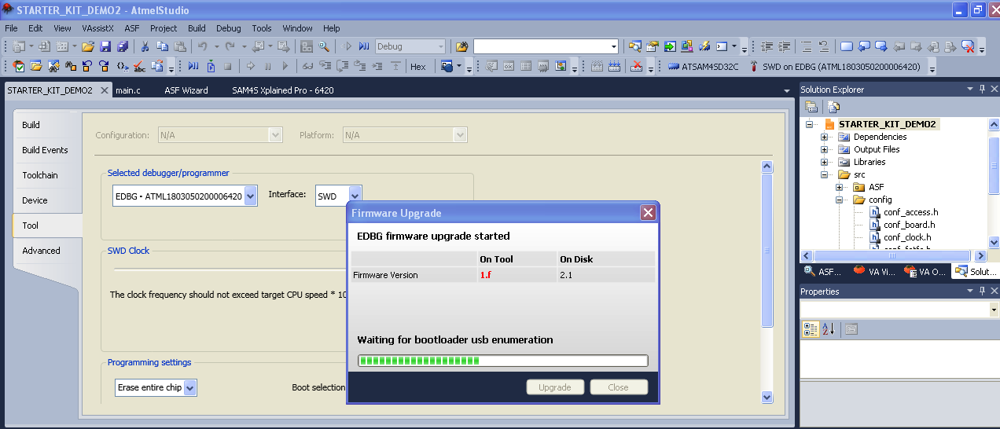 STARTER_KIT_DEMO2 - AtmelStudio
File Edit View VAssistX ASF Project Build Debug Tools Window Help
Debug
Hex ATSAM4SD32C SWD on EDBG (ATML1803050200006420)
STARTER_KIT_DEMO2 main.c ASF Wizard SAM4S Xplained Pro - 6420
Build
Build Events
Toolchain
Device
Tool
Advanced
Configuration: N/A Platform: N/A
Selected debugger/programmer
EDBG • ATML1803050200006420 Interface: SWD
SWD Clock
The clock frequency should not exceed target CPU speed * 10
Programming settings
Erase entire chip Boot selection
Firmware Upgrade
EDBG firmware upgrade started
On Tool On Disk
Firmware Version 1.f 2.1
Waiting for bootloader usb enumeration
Upgrade Close
Solution Explorer
STARTER_KIT_DEMO2
Dependencies
Output Files
Libraries
src
ASF
config
conf_access.h
conf_board.h
conf_clock.h
ASF... VA Vi... VA O... Solut...
Properties